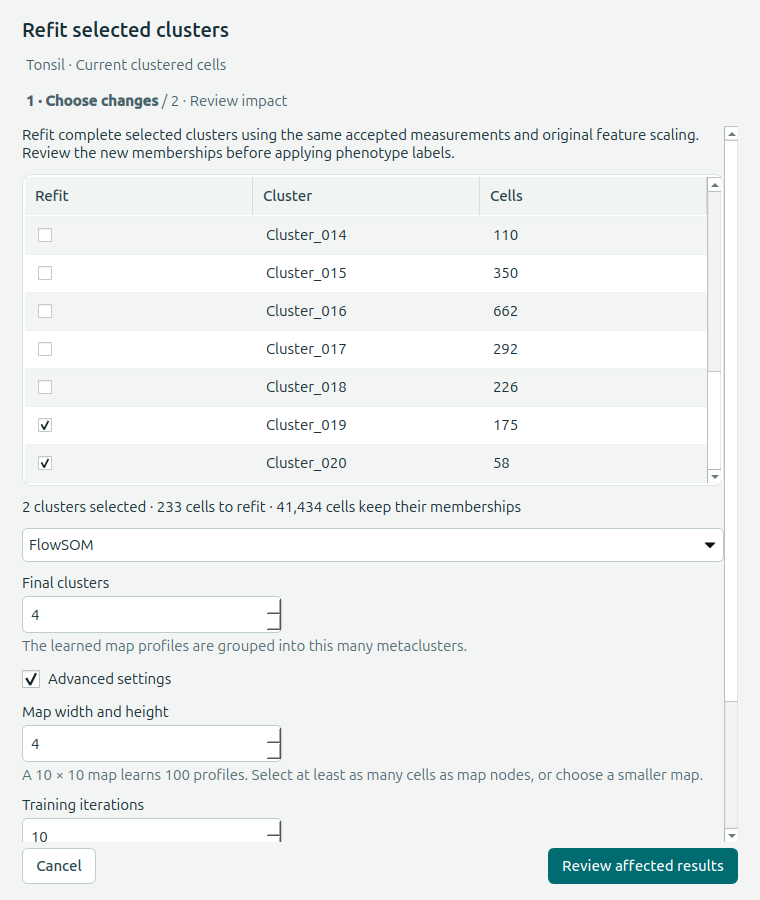 Refit selected clusters
Tonsil · Current clustered cells
1 · Choose changes / 2 · Review impact
Refit complete selected clusters using the same accepted measurements and original feature scaling.
Review the new memberships before applying phenotype labels.
Refit Cluster Cells
Cluster_014 110
Cluster_015 350
Cluster_016 662
Cluster_017 292
Cluster_018 226
Cluster_019 175
Cluster_020 58
2 clusters selected · 233 cells to refit · 41,434 cells keep their memberships
FlowSOM
Final clusters
4
The learned map profiles are grouped into this many metaclusters.
Advanced settings
Map width and height
4
A 10 × 10 map learns 100 profiles. Select at least as many cells as map nodes, or choose a smaller map.
Training iterations
10
Cancel Review affected results